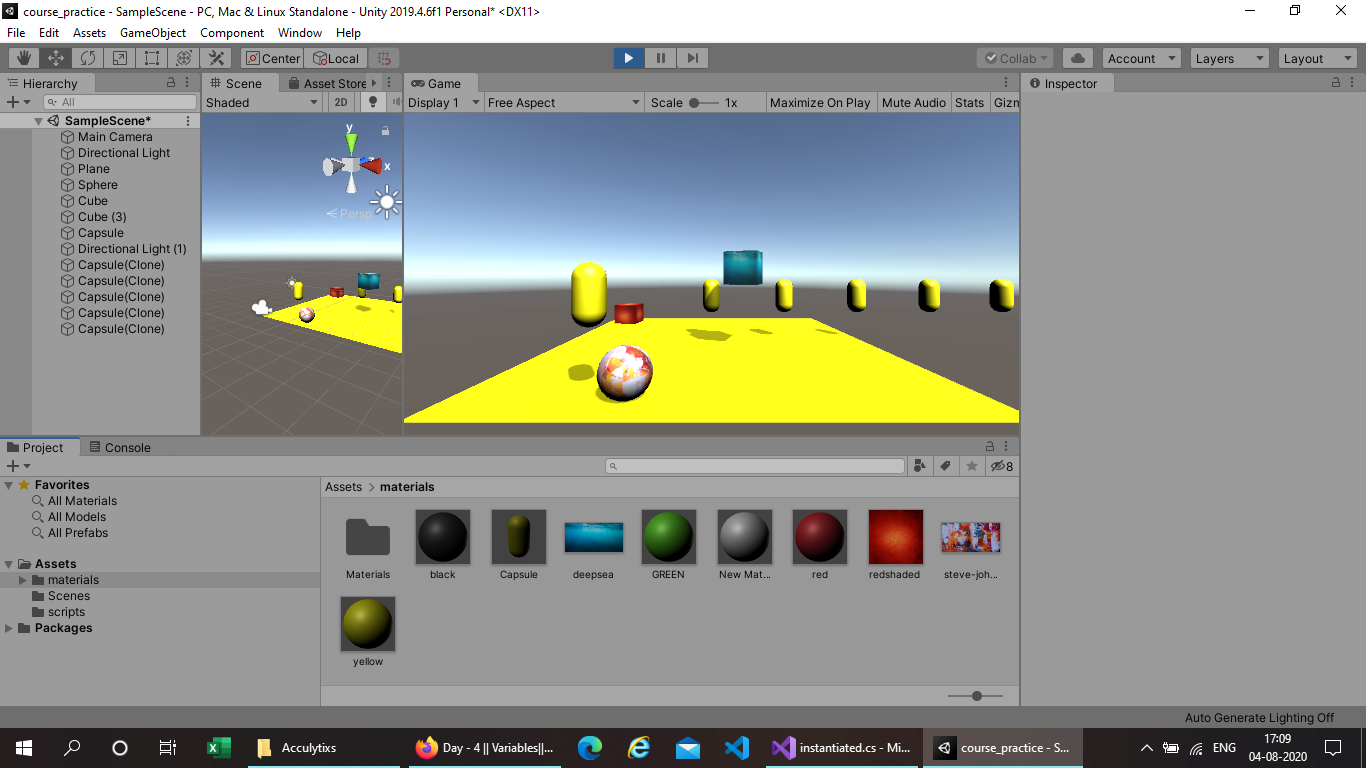 course_practice - SampleScene - PC, Mac & Linux Standalone - Unity 2019.4.6f1 Personal* <DX11>
File Edit Assets GameObject Component Window Help
Center Local Collab Account Layers Layout
Hierarchy Scene Asset Store Game Inspector
All Shaded 2D Display 1 Free Aspect Scale 1x Maximize On Play Mute Audio Stats Gizm
SampleScene*
Main Camera
Directional Light
Plane
Sphere
Cube
Cube (3)
Capsule
Directional Light (1)
Capsule(Clone)
Capsule(Clone)
Capsule(Clone)
Capsule(Clone)
Capsule(Clone)
y
x
Persp
Project Console
8
Favorites
All Materials
All Models
All Prefabs
Assets
materials
Scenes
scripts
Packages
Assets > materials
Materials black Capsule deepsea GREEN New Mat... red redshaded steve-joh...
yellow
Auto Generate Lighting Off
Acculytixs Day - 4 || Variables||... instantiated.cs - Mi... course_practice - S... ENG 17:09
04-08-2020